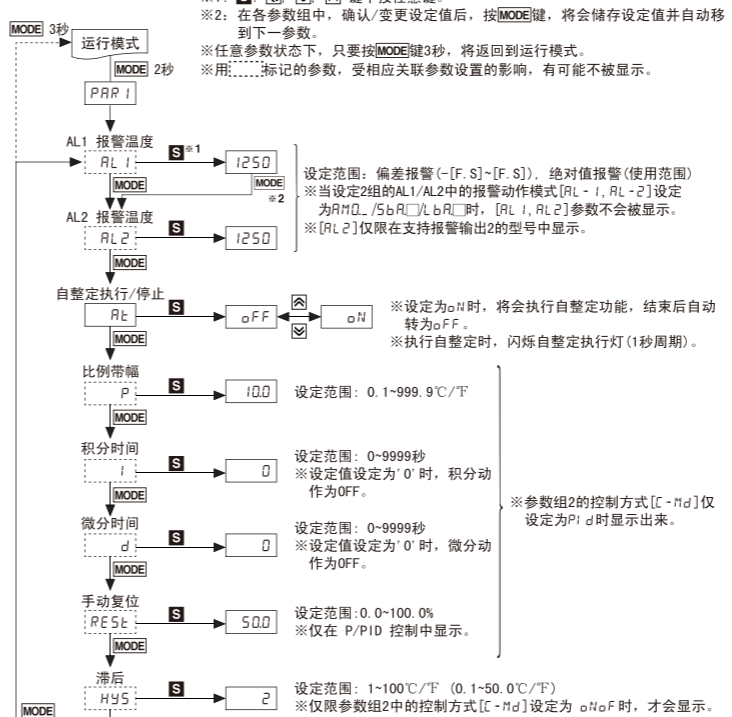 ※2: 在各参数组中, 确认/变更设定值后, 按MODE键, 将会储存设定值并自动移
到下一参数。
※任意参数状态下, 只要按MODE键3秒, 将返回到运行模式。
※用 标记的参数, 受相应关联参数设置的影响, 有可能不被显示。
MODE 3秒
运行模式
MODE 2秒
PAR1
AL1 报警温度
AL1
S ※1
1250
MODE
MODE
※2
设定范围: 偏差报警(-[F.S]~[F.S]), 绝对值报警(使用范围)
※当设定2组的AL1/AL2中的报警动作模式[AL-1, AL-2]设定
为AM0._/SbA□/LbA□时, [AL1, AL2]参数不会被显示。
※[AL2]仅限在支持报警输出2的型号中显示。
AL2 报警温度
AL2
S
1250
MODE
自整定执行/停止
At
S
oFF
oN
MODE
※设定为oN时, 将会执行自整定功能, 结束后自动
转为oFF。
※执行自整定时, 闪烁自整定执行灯(1秒周期)。
比例带幅
P
S
10.0
MODE
设定范围: 0.1~999.9℃/℉
积分时间
I
S
0
MODE
设定范围: 0~9999秒
※设定值设定为'0'时, 积分动
作为OFF。
※参数组2的控制方式[C-Md]仅
设定为PId时显示出来。
微分时间
d
S
0
MODE
设定范围: 0~9999秒
※设定值设定为'0'时, 微分动
作为OFF。
手动复位
RESt
S
50.0
MODE
设定范围:0.0~100.0%
※仅在 P/PID 控制中显示。
滞后
HYS
S
2
MODE
设定范围: 1~100℃/℉ (0.1~50.0℃/℉)
※仅限参数组2中的控制方式[C-Md]设定为 oNoF时, 才会显示。